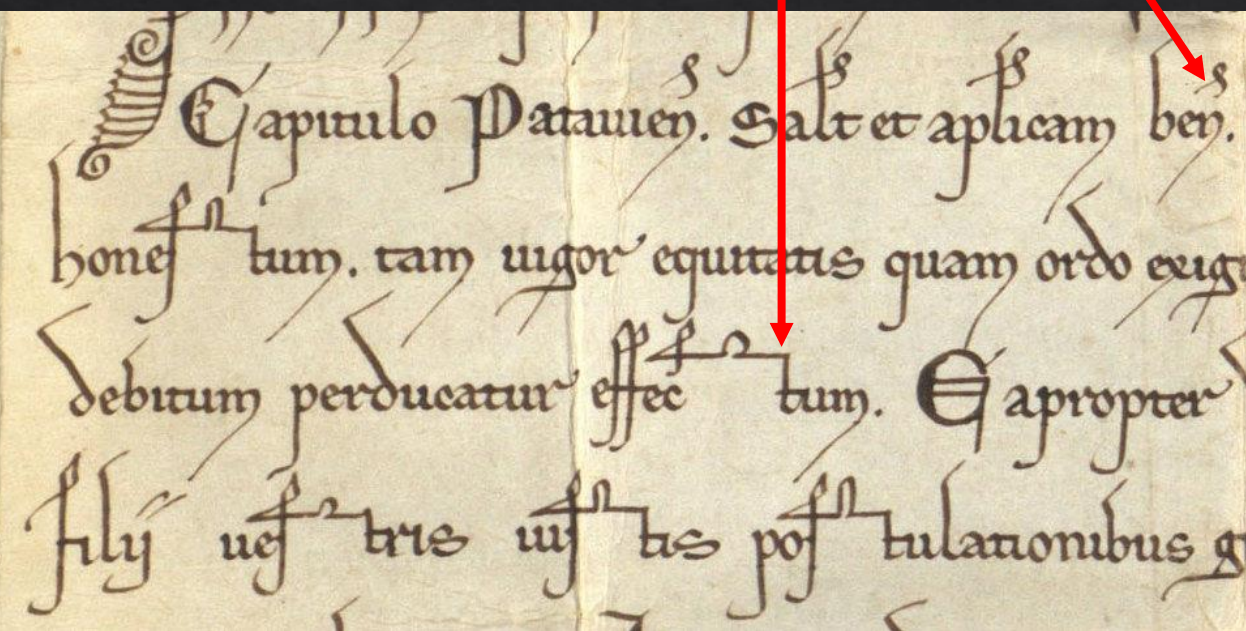 Capitulo Patauien. Salt et aplicam ben.
honestum. tam uigor equitatis quam ordo exig
debitum perducatur effectum. Eapropter
filij uestris iustis postulationibus g